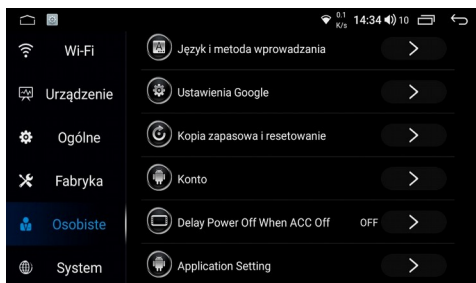 0.1 K/s 14:34 10
Wi-Fi
Urządzenie
Ogólne
Fabryka
Osobiste
System
Język i metoda wprowadzania
Ustawienia Google
Kopia zapasowa i resetowanie
Konto
Delay Power Off When ACC Off OFF
Application Setting